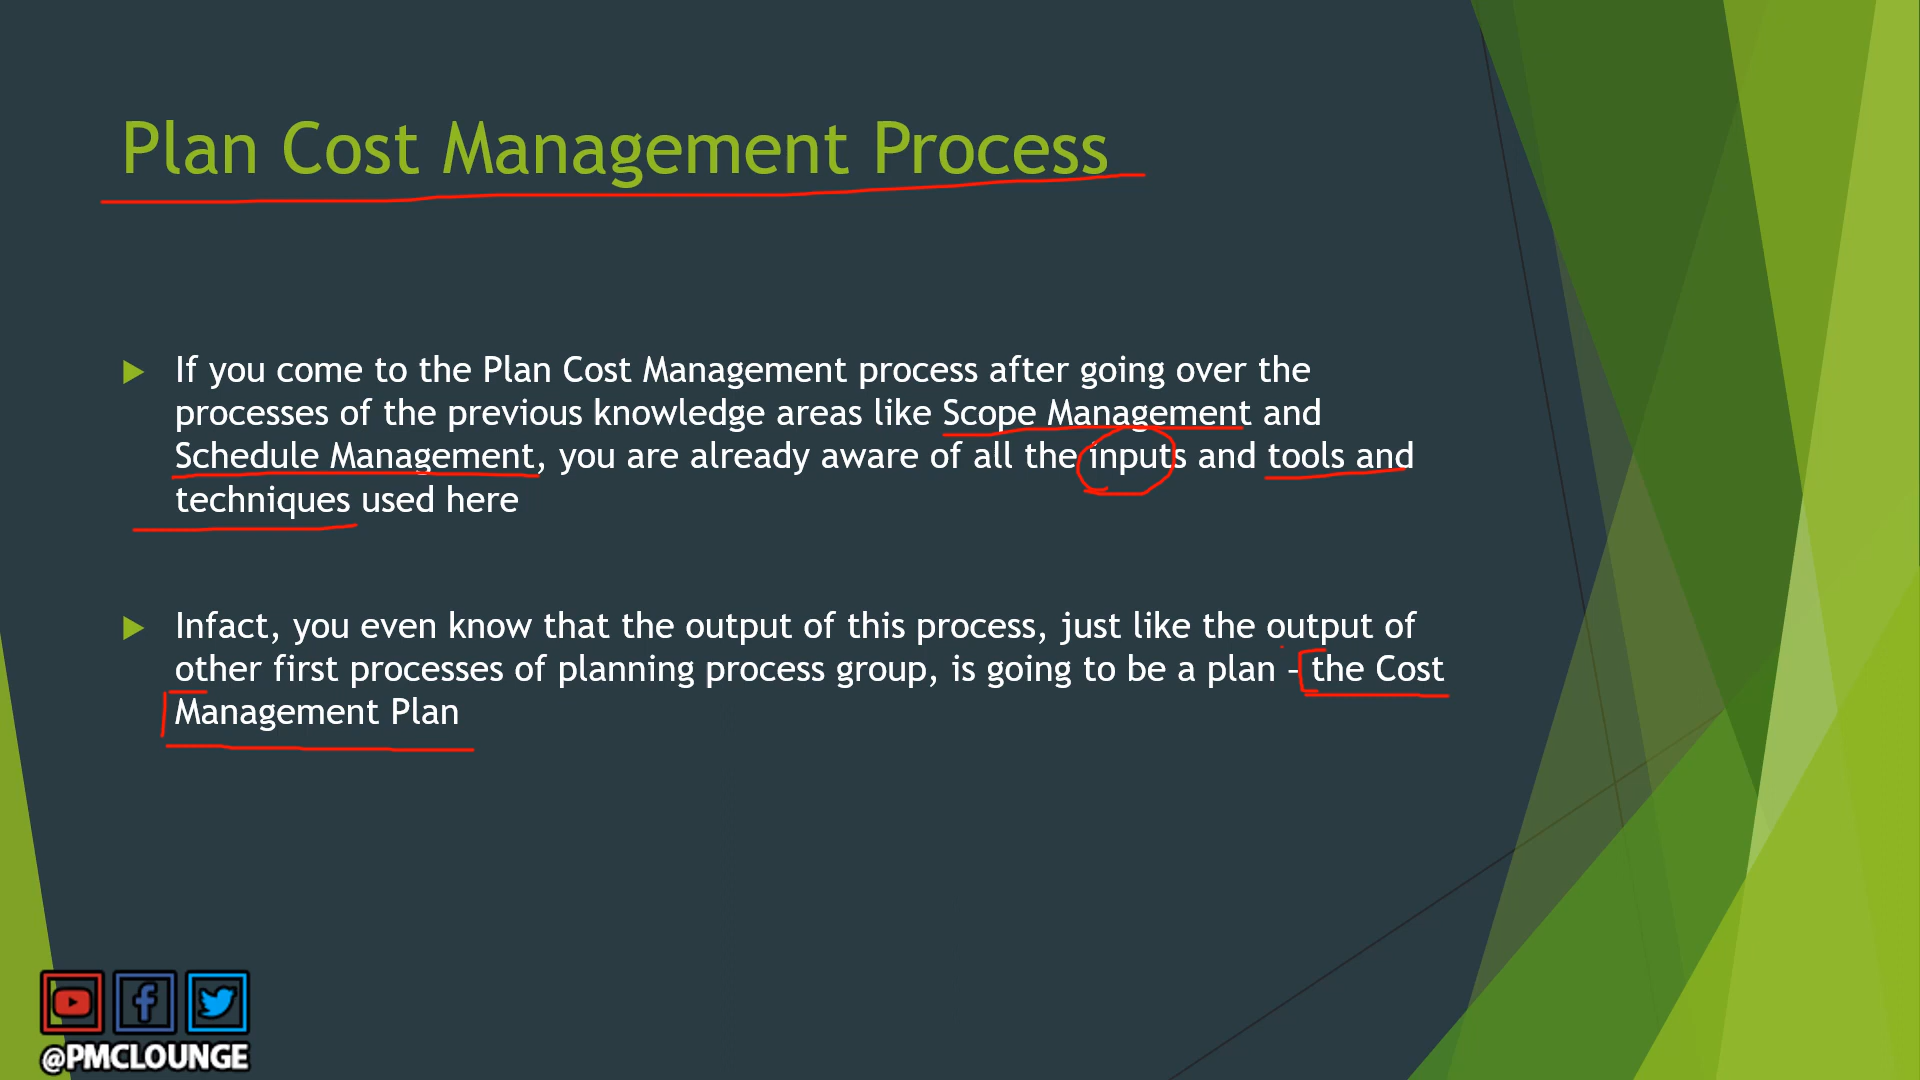 Plan Cost Management Process
If you come to the Plan Cost Management process after going over the
processes of the previous knowledge areas like Scope Management and
Schedule Management, you are already aware of all the inputs and tools and
techniques used here
Infact, you even know that the output of this process, just like the output of
other first processes of planning process group, is going to be a plan - the Cost
Management Plan
@PMCLOUNGE